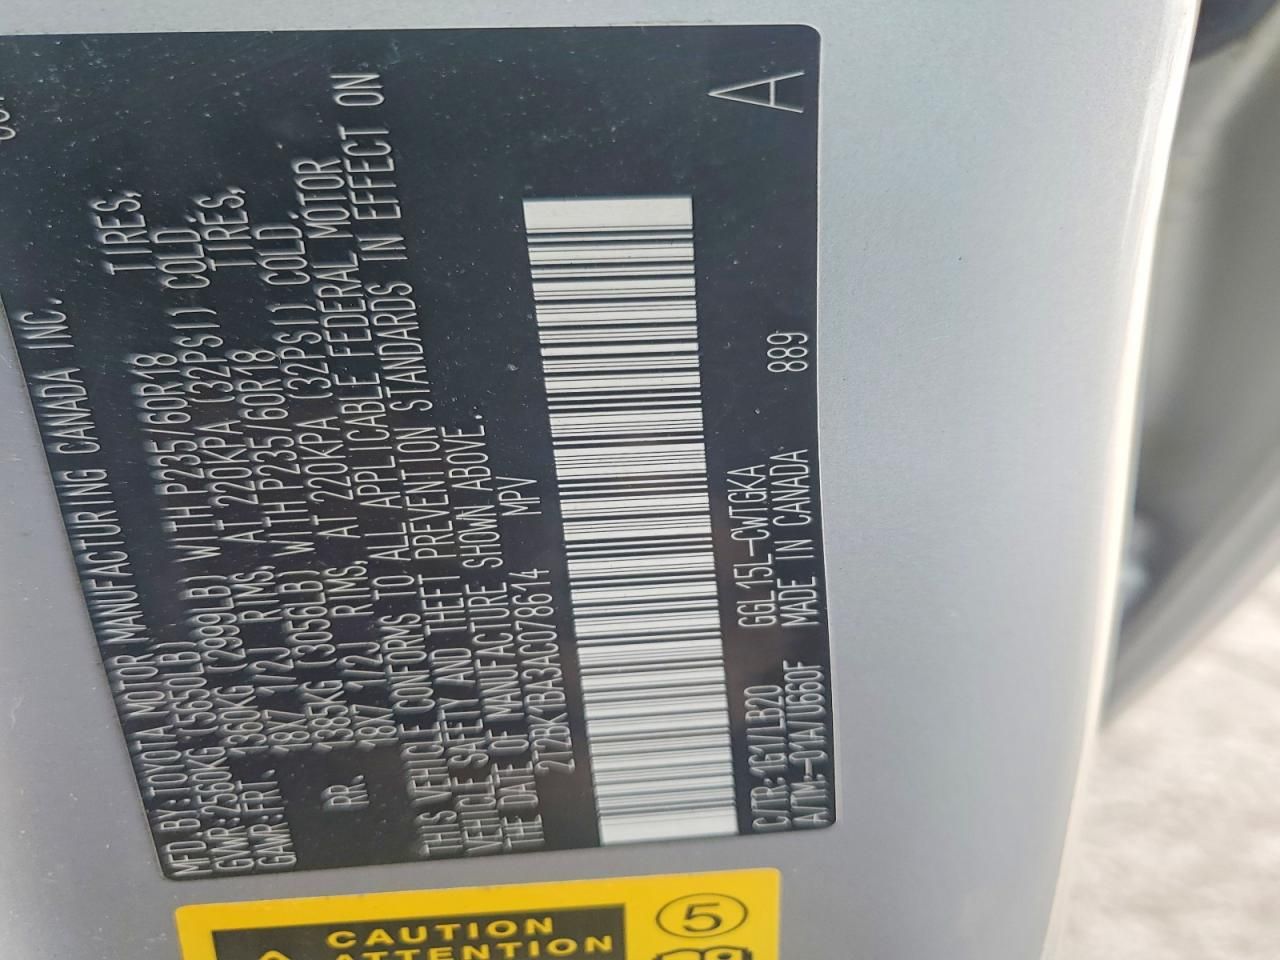 MFD BY:TOYOTA MOTOR MANUFACTURING CANADA INC.
GVWR:2560KG (5650LB)
GAWR:FRT. 1360KG (2999LB) WITH P235/60R18 TIRES,
18X7 1/2J RIMS, AT 220KPA (32PSI) COLD.
RR. 1385KG (3056LB) WITH P235/60R18 TIRES,
18X7 1/2J RIMS, AT 220KPA (32PSI) COLD.
THIS VEHICLE CONFORMS TO ALL APPLICABLE FEDERAL MOTOR
VEHICLE SAFETY AND THEFT PREVENTION STANDARDS IN EFFECT ON
THE DATE OF MANUFACTURE SHOWN ABOVE.
2T2BK1BA3AC078614 MPV
C/TR:1G1/LB20 GGL15L-CWTGKA 889 A
A/TM:-01A/U660F MADE IN CANADA
CAUTION 5
ATTENTION